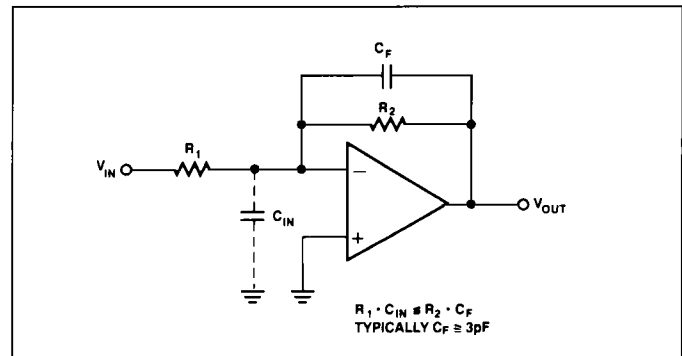 C_F
R_2
R_1
V_IN
−
C_IN
+
V_OUT
R_1 · C_IN ≅ R_2 · C_F
TYPICALLY C_F ≅ 3pF